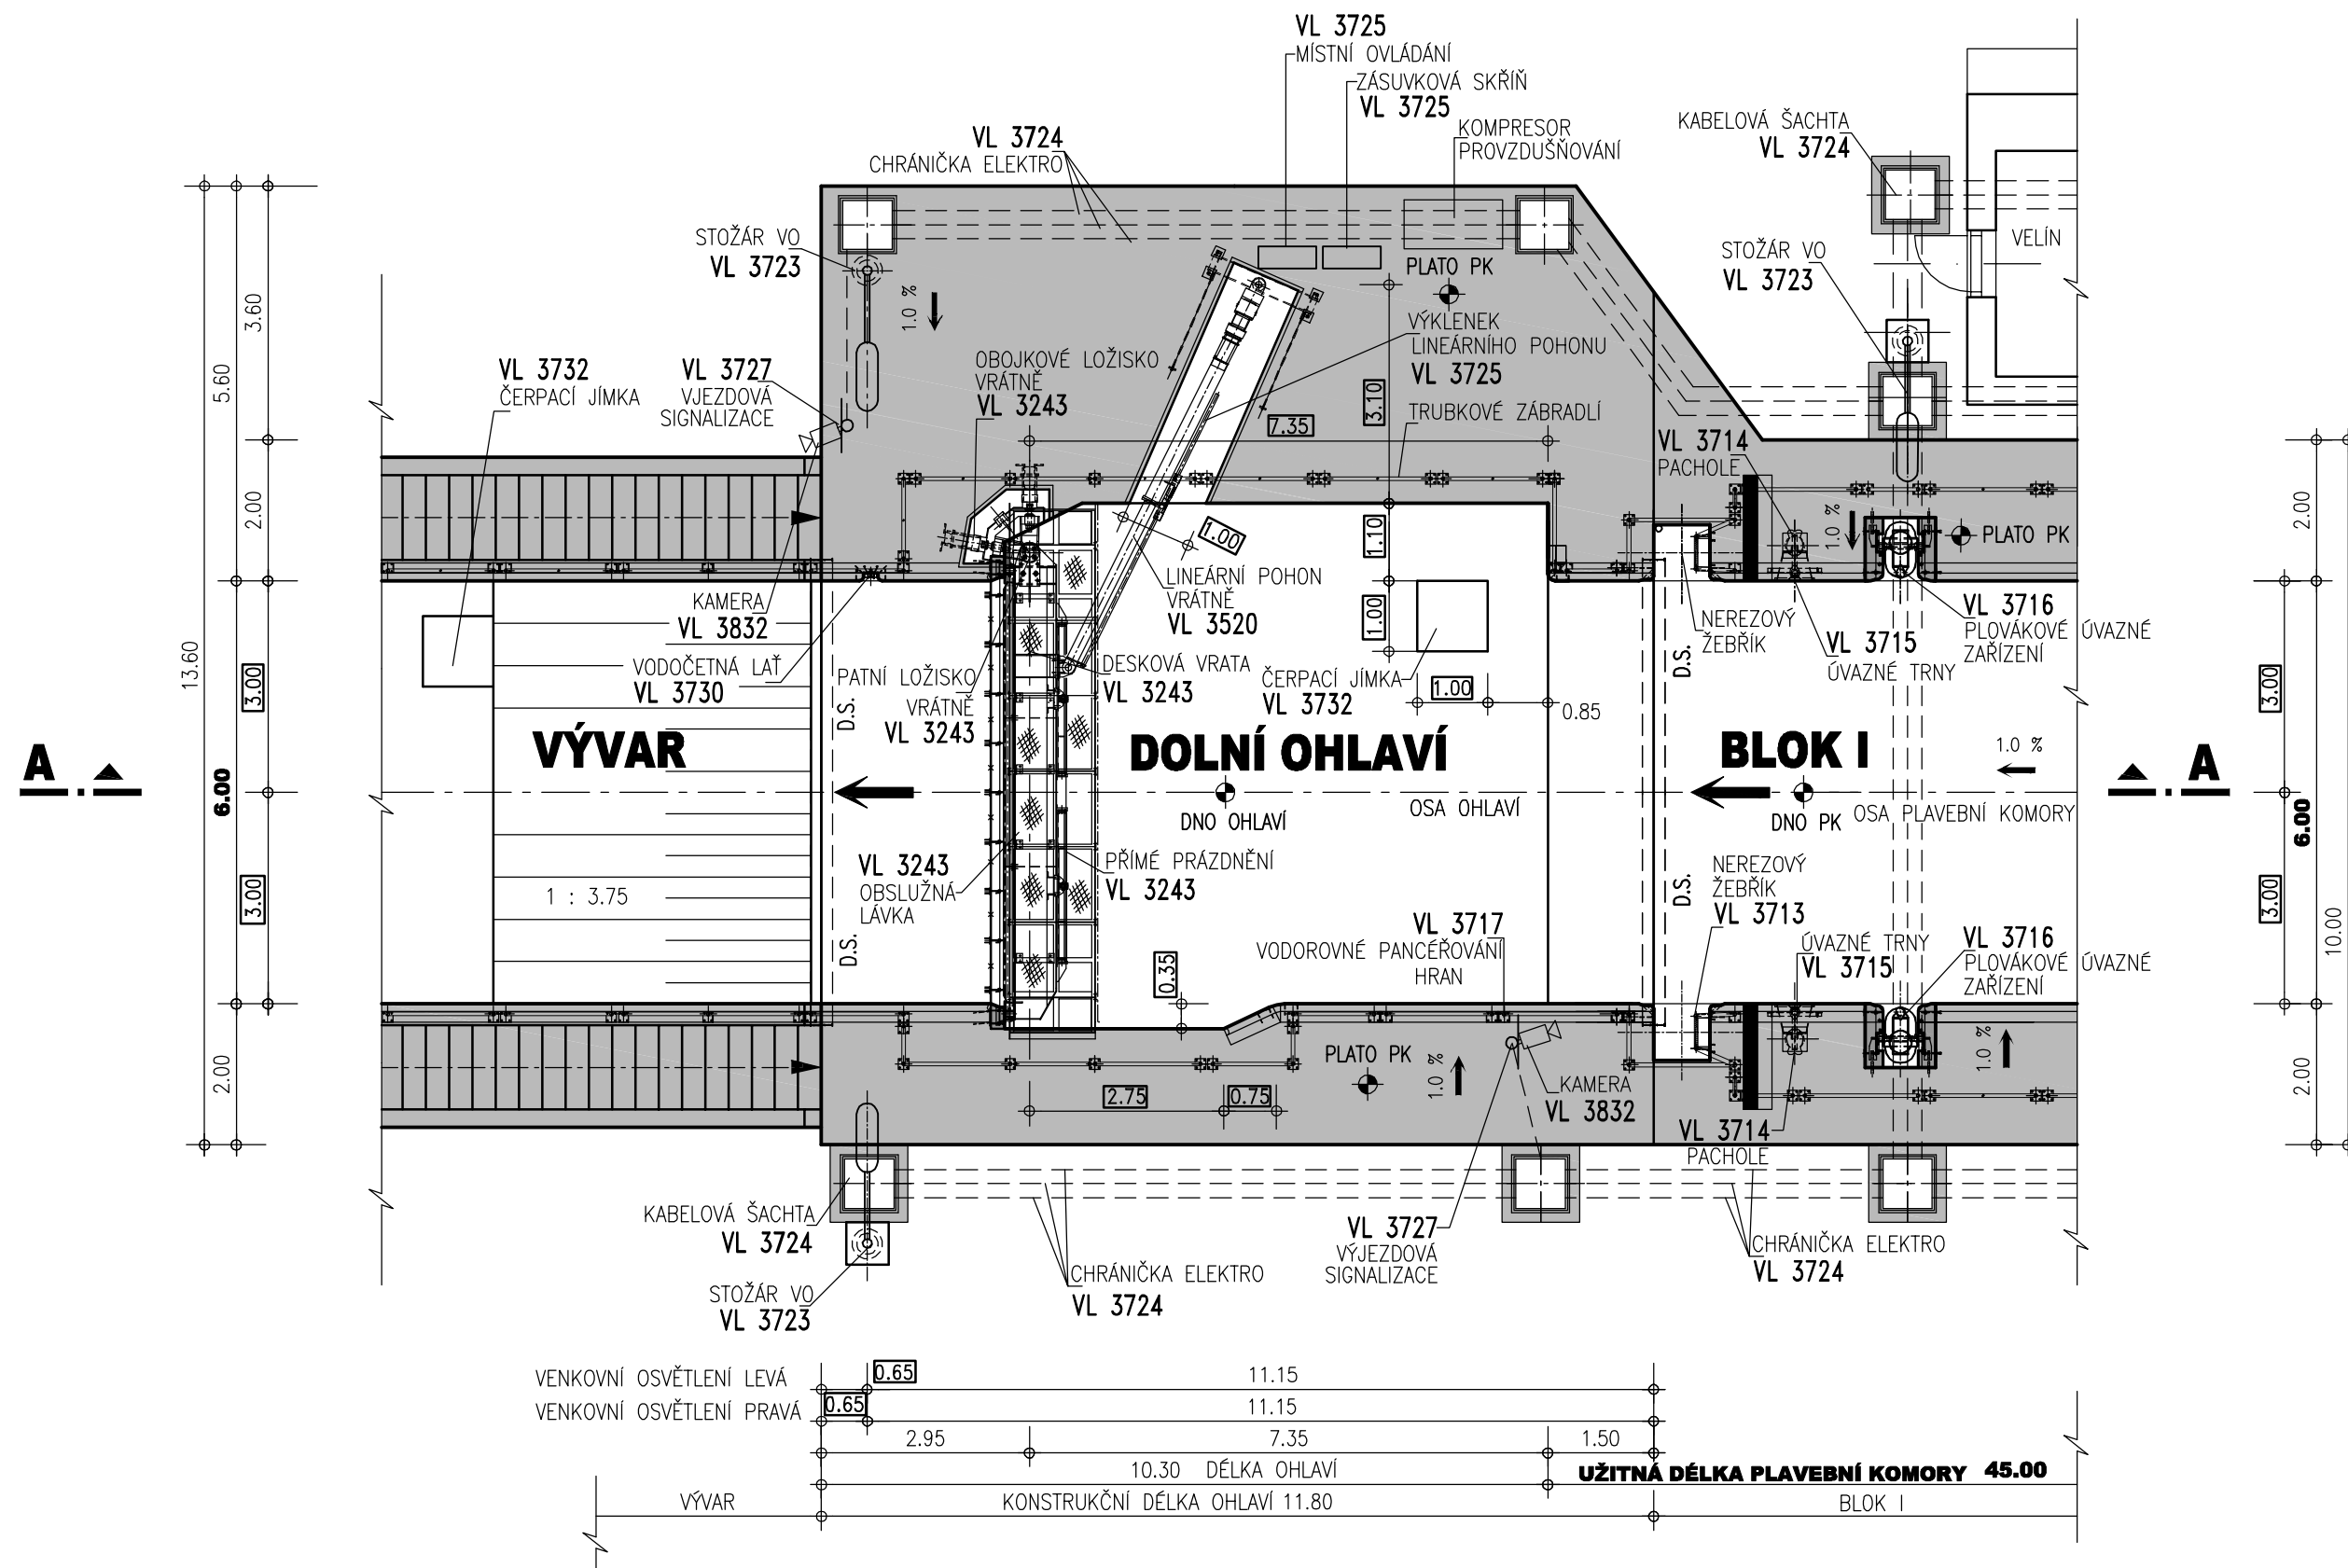 VL 3725
MÍSTNÍ OVLÁDÁNÍ
ZÁSUVKOVÁ SKŘÍŇ
VL 3725
KOMPRESOR
PROVZDUŠŇOVÁNÍ
VL 3724
CHRÁNIČKA ELEKTRO
KABELOVÁ ŠACHTA
VL 3724
STOŽÁR VO
VL 3723
STOŽÁR VO
VL 3723
VELÍN
PLATO PK
1.0 %
VÝKLENEK
LINEÁRNÍHO POHONU
VL 3725
TRUBKOVÉ ZÁBRADLÍ
OBOJKOVÉ LOŽISKO
VRÁTNĚ
VL 3243
VL 3732
ČERPACÍ JÍMKA
VL 3727
VJEZDOVÁ
SIGNALIZACE
3.60
5.60
2.00
13.60
3.00
6.00
3.00
2.00
3.10
7.35
1.10
1.00
1.00
VL 3714
PACHOLE
1.0 %
PLATO PK
2.00
LINEÁRNÍ POHON
VRÁTNĚ
VL 3520
KAMERA
VL 3832
VODOČETNÁ LAŤ
VL 3730
PATNÍ LOŽISKO
VRÁTNĚ
VL 3243
DESKOVÁ VRATA
VL 3243
ČERPACÍ JÍMKA
VL 3732
1.00
0.85
NEREZOVÝ
ŽEBŘÍK
VL 3715
ÚVAZNÉ TRNY
VL 3716
PLOVÁKOVÉ ÚVAZNÉ
ZAŘÍZENÍ
D.S.
D.S.
VÝVAR
DOLNÍ OHLAVÍ
BLOK I
1.0 %
A
A
DNO OHLAVÍ
OSA OHLAVÍ
DNO PK
OSA PLAVEBNÍ KOMORY
3.00
6.00
3.00
10.00
2.00
1 : 3.75
D.S.
D.S.
VL 3243
OBSLUŽNÁ
LÁVKA
PŘÍMÉ PRÁZDNĚNÍ
VL 3243
NEREZOVÝ
ŽEBŘÍK
VL 3713
VL 3717
VODOROVNÉ PANCÉŘOVÁNÍ
HRAN
ÚVAZNÉ TRNY
VL 3715
VL 3716
PLOVÁKOVÉ ÚVAZNÉ
ZAŘÍZENÍ
0.35
PLATO PK
1.0 %
1.0 %
2.75
0.75
KAMERA
VL 3832
VL 3714
PACHOLE
KABELOVÁ ŠACHTA
VL 3724
STOŽÁR VO
VL 3723
CHRÁNIČKA ELEKTRO
VL 3724
VL 3727
VÝJEZDOVÁ
SIGNALIZACE
CHRÁNIČKA ELEKTRO
VL 3724
VENKOVNÍ OSVĚTLENÍ LEVÁ
0.65
11.15
VENKOVNÍ OSVĚTLENÍ PRAVÁ
0.65
11.15
2.95
7.35
1.50
10.30 DÉLKA OHLAVÍ
UŽITNÁ DÉLKA PLAVEBNÍ KOMORY 45.00
VÝVAR
KONSTRUKČNÍ DÉLKA OHLAVÍ 11.80
BLOK I